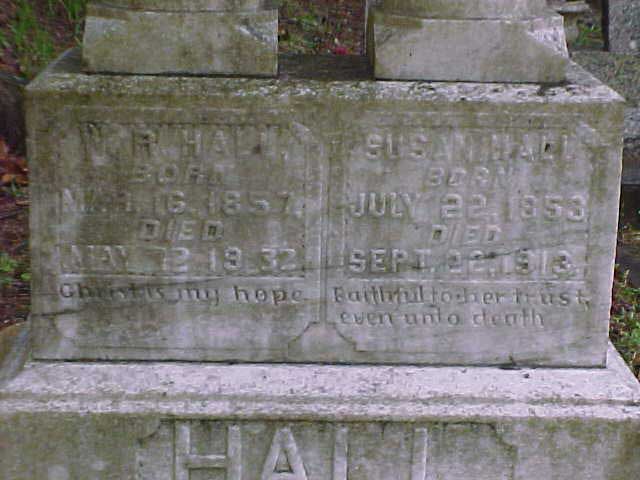 W. R. HALL.
BORN
MAR. 16, 1857.
DIED
MAY 12 1932
Christ is my hope
SUSAN HALL
BORN
JULY 22, 1853
DIED
SEPT. 22, 1913.
Faithful to her trust,
even unto death
HALL